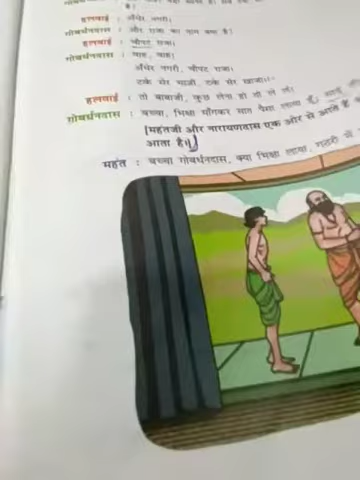 हलवाई : अँधेर नगरी।
गोवर्धनदास : और राजा का नाम क्या है?
हलवाई : चौपट राजा।
गोवर्धनदास : वाह, वाह।
अँधेर नगरी, चौपट राजा,
टके सेर भाजी, टके सेर खाजा।
हलवाई : तो बाबाजी, कुछ लेना हो तो ले लो।
गोवर्धनदास : बच्चा, भिक्षा माँगकर सात पैसा लाया हूँ,
[महंतजी और नारायणदास एक ओर से आते हैं
आता है।]
महंत : बच्चा गोवर्धनदास, क्या भिक्षा लाया, गठरी तो